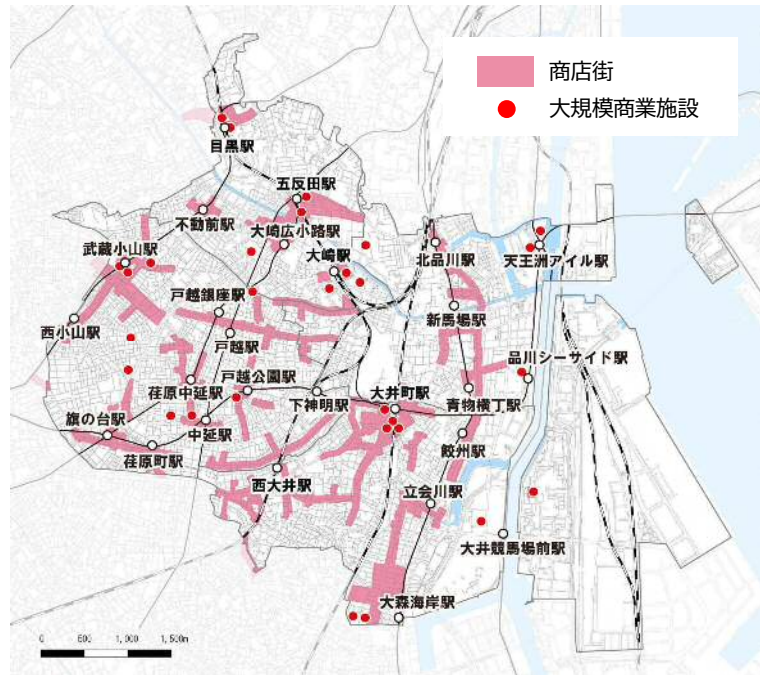 商店街
大規模商業施設
目黒駅
五反田駅
不動前駅
大崎広小路駅
武蔵小山駅
大崎駅
北品川駅
天王洲アイル駅
戸越銀座駅
西小山駅
新馬場駅
戸越駅
品川シーサイド駅
戸越公園駅
荏原中延駅
下神明駅
大井町駅
青物横丁駅
旗の台駅
中延駅
鮫州駅
荏原町駅
西大井駅
立会川駅
大井競馬場前駅
大森海岸駅
0 500 1,000 1,500m